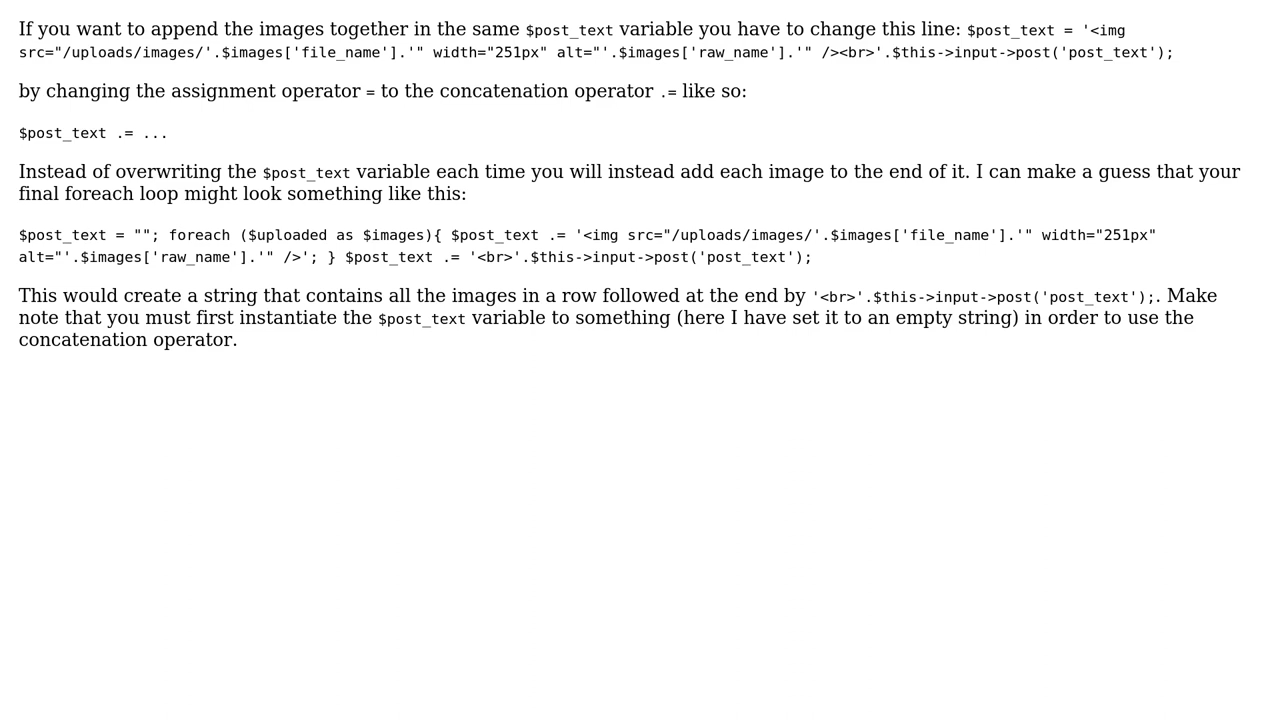 If you want to append the images together in the same $post_text variable you have to change this line: $post_text = '<img
src="/uploads/images/'.$images['file_name'].'" width="251px" alt="'.$images['raw_name'].'" /><br>'.$this->input->post('post_text');
by changing the assignment operator = to the concatenation operator .= like so:
$post_text .= ...
Instead of overwriting the $post_text variable each time you will instead add each image to the end of it. I can make a guess that your
final foreach loop might look something like this:
$post_text = ""; foreach ($uploaded as $images){ $post_text .= '<img src="/uploads/images/'.$images['file_name'].'" width="251px"
alt="'.$images['raw_name'].'" />'; } $post_text .= '<br>'.$this->input->post('post_text');
This would create a string that contains all the images in a row followed at the end by '<br>'.$this->input->post('post_text');. Make
note that you must first instantiate the $post_text variable to something (here I have set it to an empty string) in order to use the
concatenation operator.